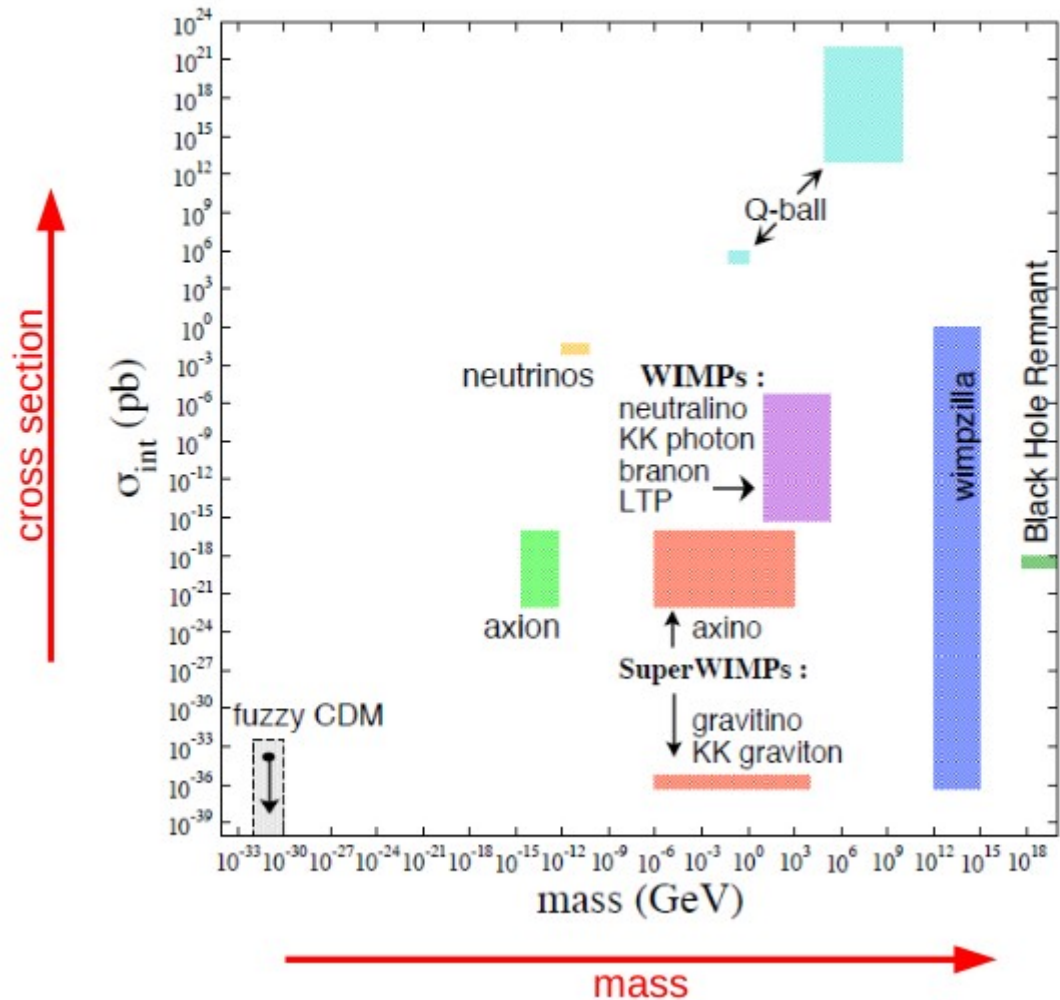 10^24
10^21
10^18
10^15
10^12
10^9
10^6
10^3
10^0
10^-3
10^-6
10^-9
10^-12
10^-15
10^-18
10^-21
10^-24
10^-27
10^-30
10^-33
10^-36
10^-39
cross section
σ_int (pb)
Q-ball
neutrinos
WIMPs :
neutralino
KK photon
branon
LTP
wimpzilla
Black Hole Remnant
axion
axino
SuperWIMPs :
gravitino
KK graviton
fuzzy CDM
10^-33 10^-30 10^-27 10^-24 10^-21 10^-18 10^-15 10^-12 10^-9 10^-6 10^-3 10^0 10^3 10^6 10^9 10^12 10^15 10^18
mass (GeV)
mass